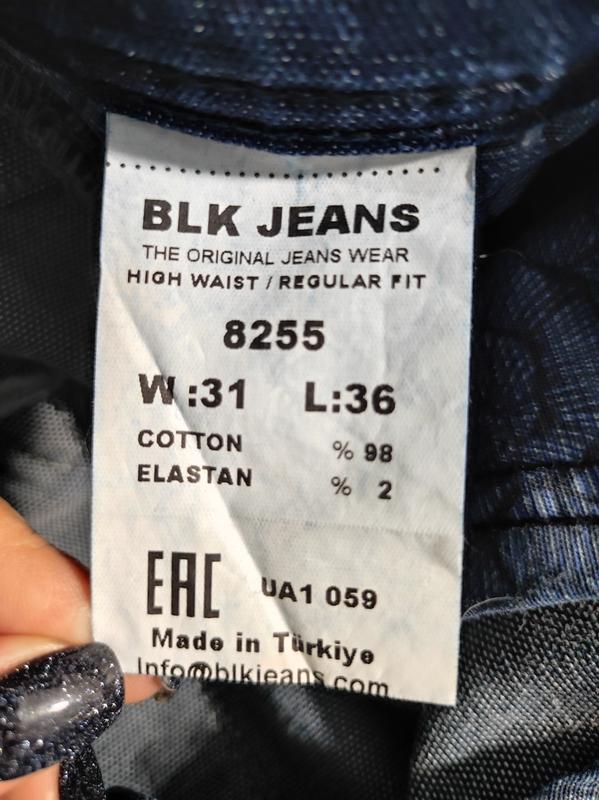 BLK JEANS
THE ORIGINAL JEANS WEAR
HIGH WAIST / REGULAR FIT
8255
W :31 L:36
COTTON % 98
ELASTAN % 2
EAC UA1 059
Made in Türkiye
Info@blkjeans.com